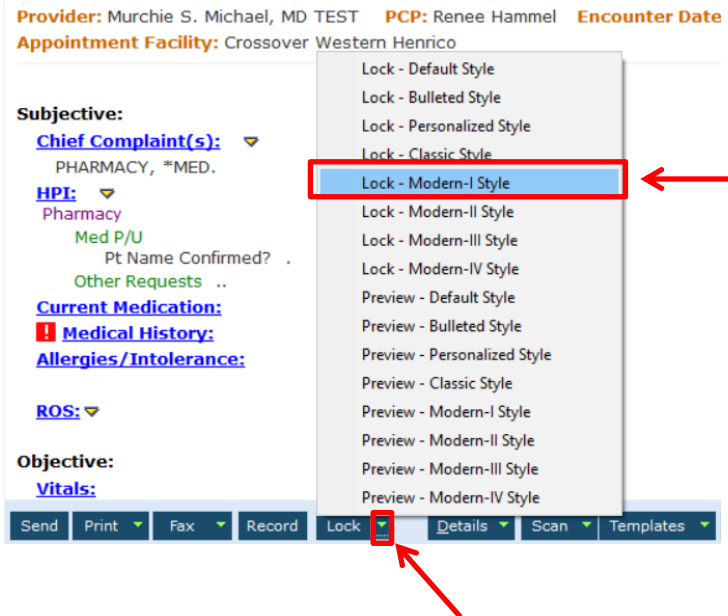 Provider: Murchie S. Michael, MD TEST PCP: Renee Hammel Encounter Date
Appointment Facility: Crossover Western Henrico
Subjective:
Chief Complaint(s):
PHARMACY, *MED.
HPI:
Pharmacy
Med P/U
Pt Name Confirmed? .
Other Requests ..
Current Medication:
! Medical History:
Allergies/Intolerance:
ROS:
Objective:
Vitals:
Lock - Default Style
Lock - Bulleted Style
Lock - Personalized Style
Lock - Classic Style
Lock - Modern-I Style
Lock - Modern-II Style
Lock - Modern-III Style
Lock - Modern-IV Style
Preview - Default Style
Preview - Bulleted Style
Preview - Personalized Style
Preview - Classic Style
Preview - Modern-I Style
Preview - Modern-II Style
Preview - Modern-III Style
Preview - Modern-IV Style
Send Print Fax Record Lock Details Scan Templates